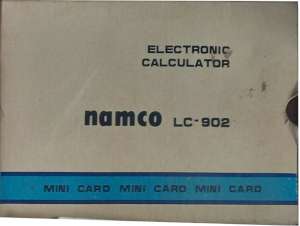 ELECTRONIC
CALCULATOR
namco LC-902
MINI CARD MINI CARD MINI CARD